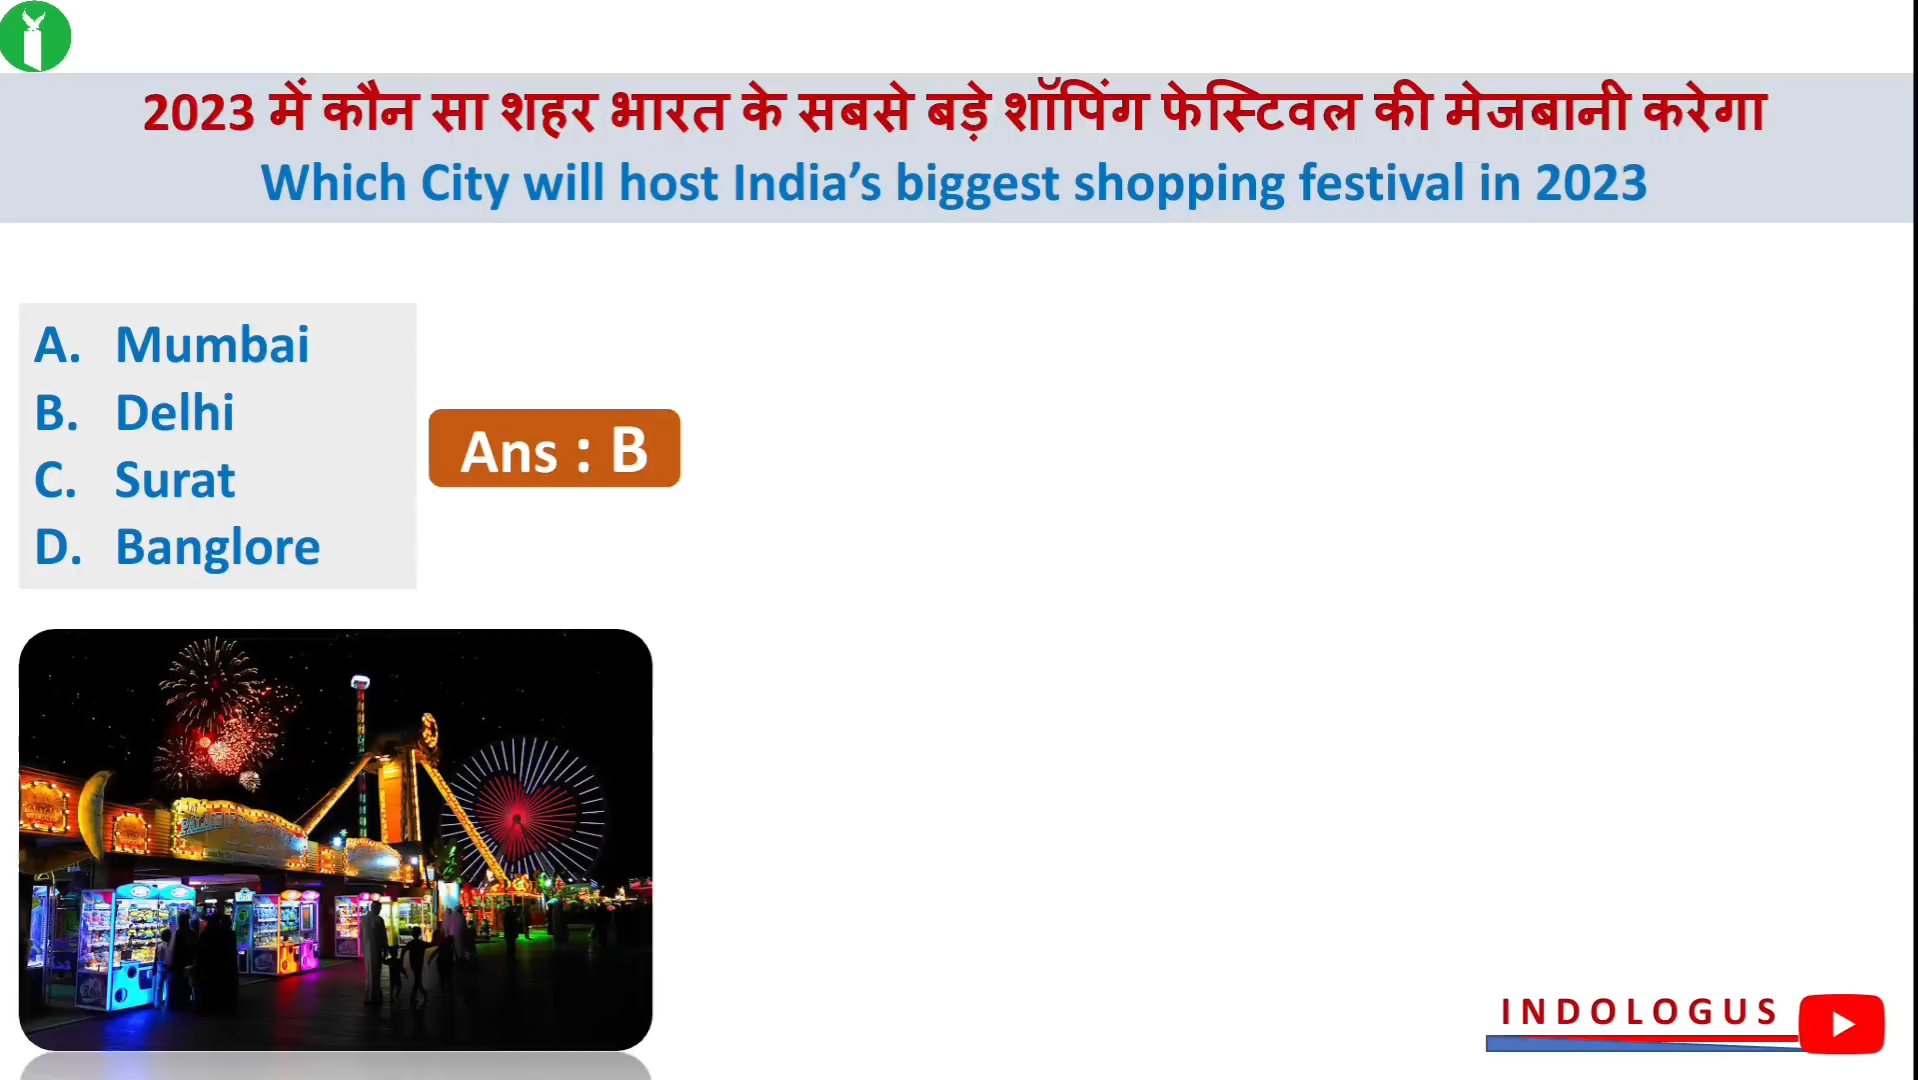 2023 में कौन सा शहर भारत के सबसे बड़े शॉपिंग फेस्टिवल की मेजबानी करेगा
Which City will host India’s biggest shopping festival in 2023
A. Mumbai
B. Delhi
C. Surat
D. Banglore
Ans : B
INDOLOGUS